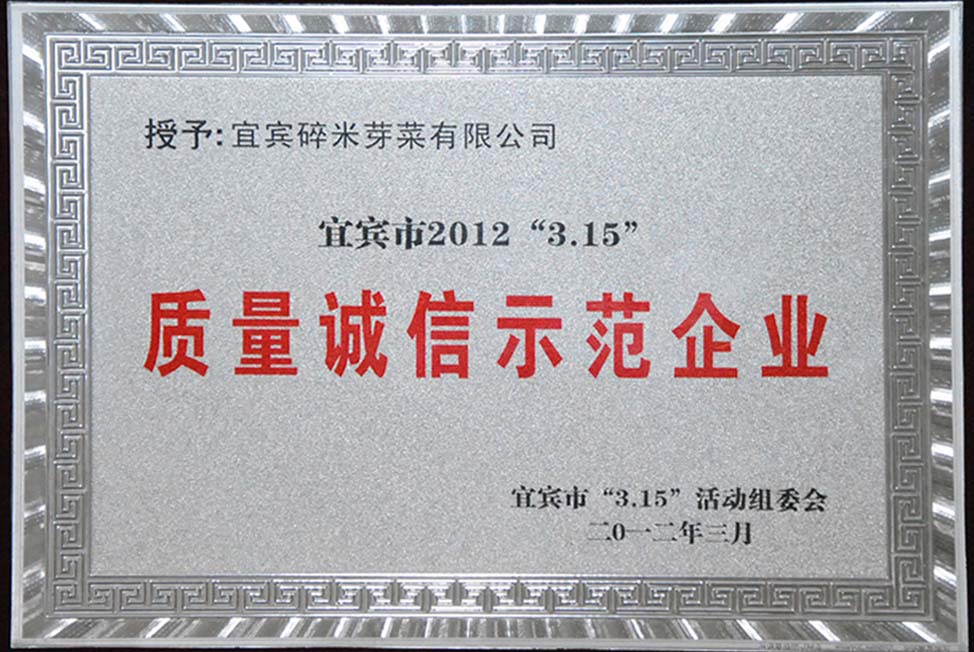 授予:宜宾碎米芽菜有限公司
宜宾市2012“3.15”
质量诚信示范企业
宜宾市“3.15”活动组委会
二0一二年三月